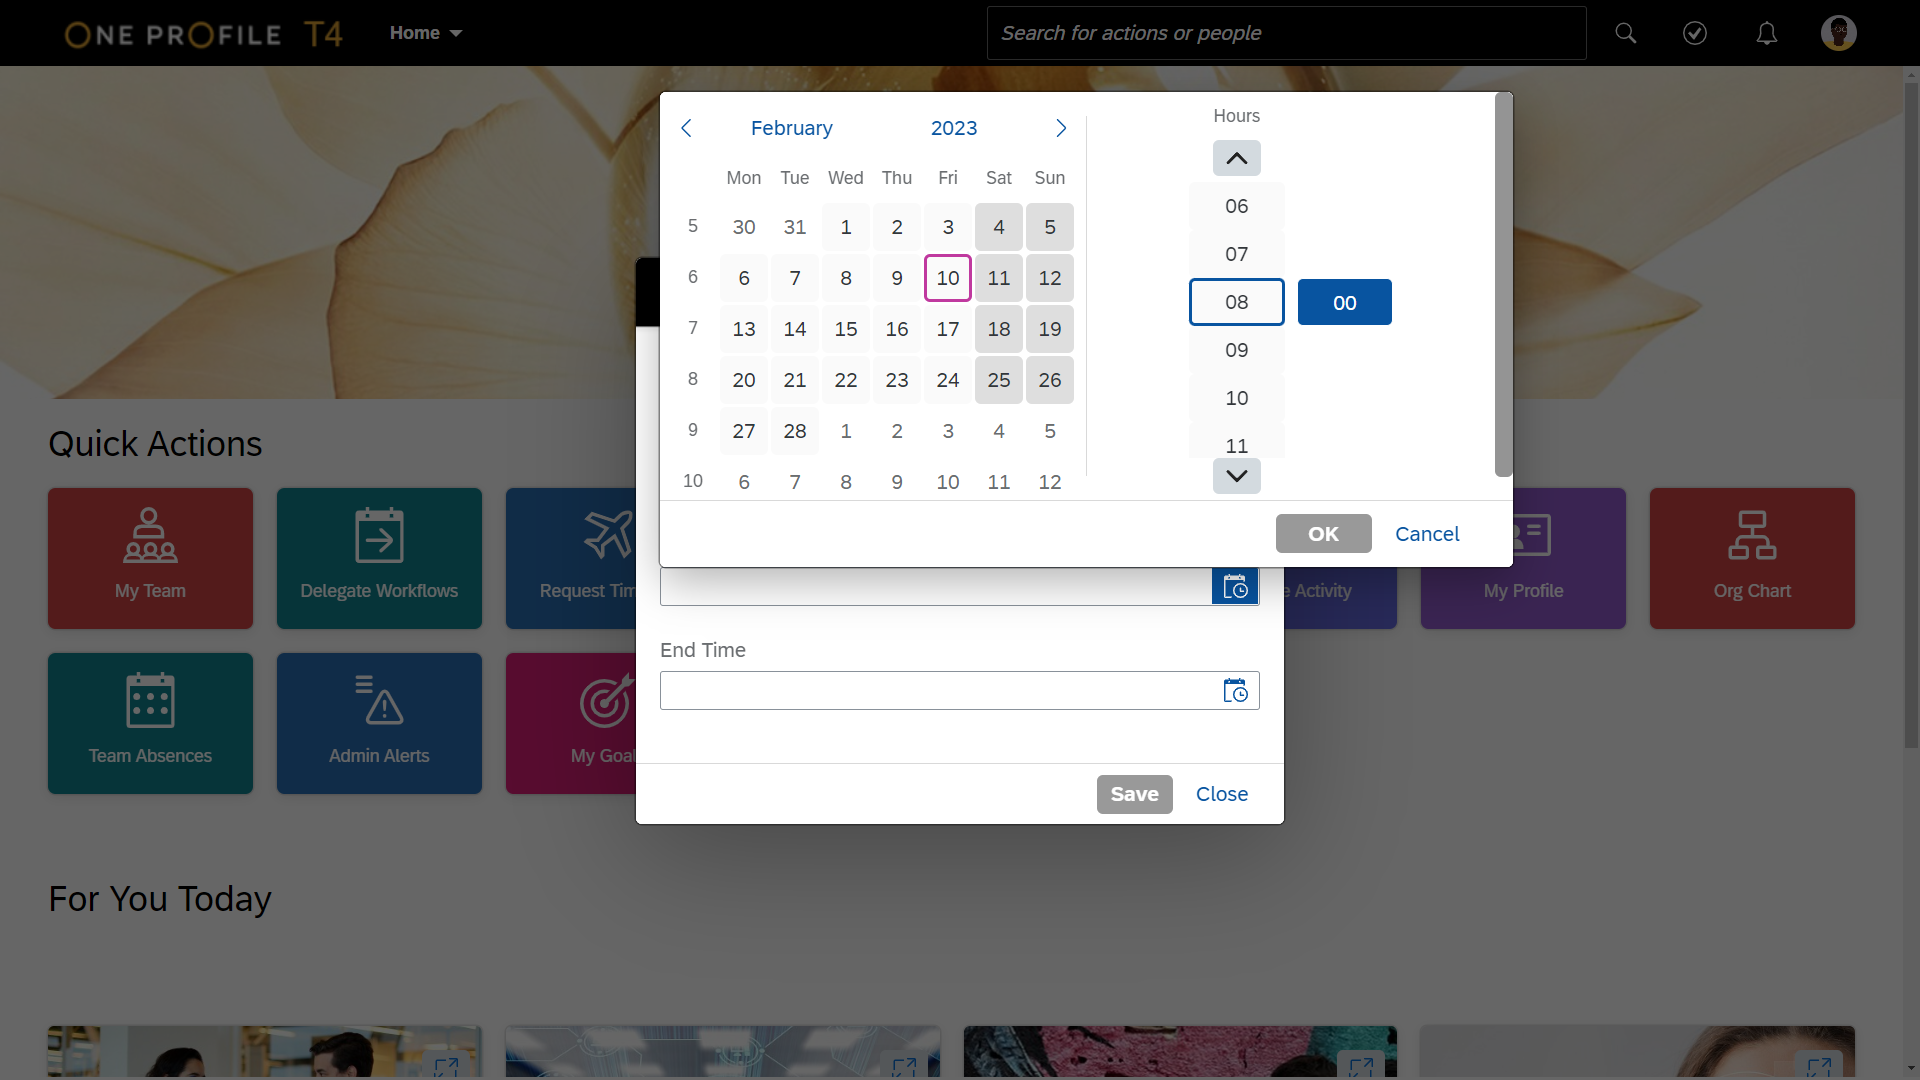 ONE PROFILE T4
Home
Search for actions or people
February 2023
Mon Tue Wed Thu Fri Sat Sun
5 30 31 1 2 3 4 5
6 6 7 8 9 10 11 12
7 13 14 15 16 17 18 19
8 20 21 22 23 24 25 26
9 27 28 1 2 3 4 5
10 6 7 8 9 10 11 12
Hours
06
07
08 00
09
10
11
OK Cancel
End Time
Save Close
Quick Actions
My Team
Delegate Workflows
Request Tim
e Activity
My Profile
Org Chart
Team Absences
Admin Alerts
My Goal
For You Today